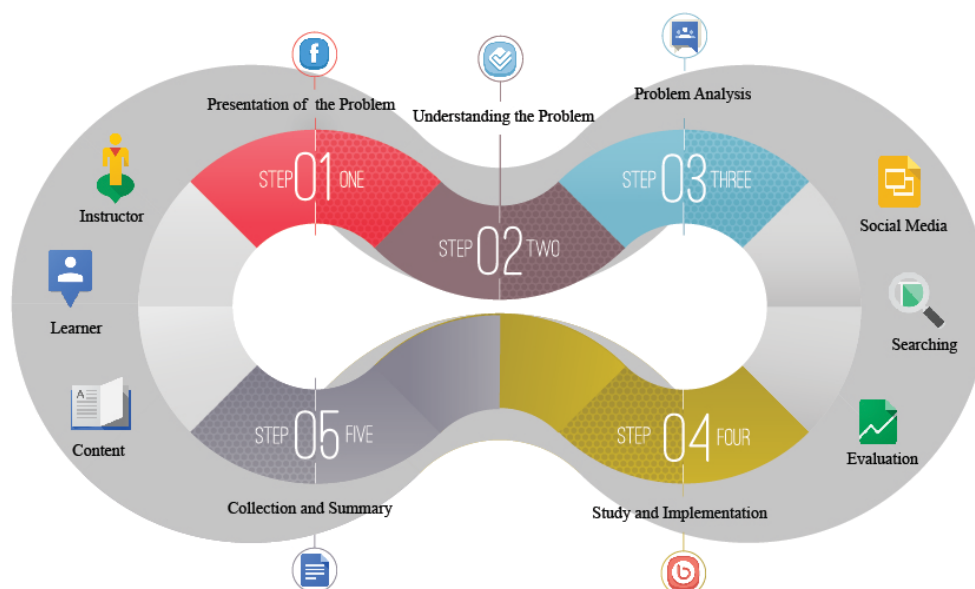 Presentation of the Problem
Understanding the Problem
Problem Analysis
STEP 01 ONE
STEP 02 TWO
STEP 03 THREE
Instructor
Learner
Content
Social Media
Searching
Evaluation
STEP 05 FIVE
STEP 04 FOUR
Collection and Summary
Study and Implementation
f
A
b